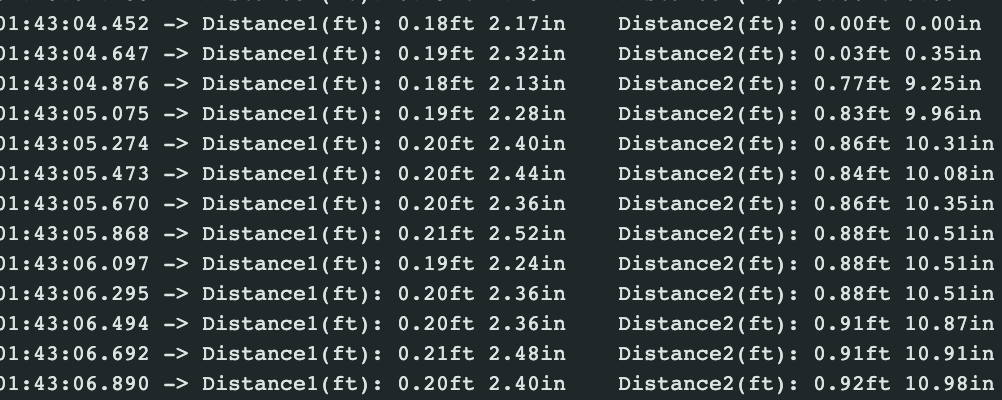 01:43:04.452 -> Distance1(ft): 0.18ft 2.17in Distance2(ft): 0.00ft 0.00in
01:43:04.647 -> Distance1(ft): 0.19ft 2.32in Distance2(ft): 0.03ft 0.35in
01:43:04.876 -> Distance1(ft): 0.18ft 2.13in Distance2(ft): 0.77ft 9.25in
01:43:05.075 -> Distance1(ft): 0.19ft 2.28in Distance2(ft): 0.83ft 9.96in
01:43:05.274 -> Distance1(ft): 0.20ft 2.40in Distance2(ft): 0.86ft 10.31in
01:43:05.473 -> Distance1(ft): 0.20ft 2.44in Distance2(ft): 0.84ft 10.08in
01:43:05.670 -> Distance1(ft): 0.20ft 2.36in Distance2(ft): 0.86ft 10.35in
01:43:05.868 -> Distance1(ft): 0.21ft 2.52in Distance2(ft): 0.88ft 10.51in
01:43:06.097 -> Distance1(ft): 0.19ft 2.24in Distance2(ft): 0.88ft 10.51in
01:43:06.295 -> Distance1(ft): 0.20ft 2.36in Distance2(ft): 0.88ft 10.51in
01:43:06.494 -> Distance1(ft): 0.20ft 2.36in Distance2(ft): 0.91ft 10.87in
01:43:06.692 -> Distance1(ft): 0.21ft 2.48in Distance2(ft): 0.91ft 10.91in
01:43:06.890 -> Distance1(ft): 0.20ft 2.40in Distance2(ft): 0.92ft 10.98in